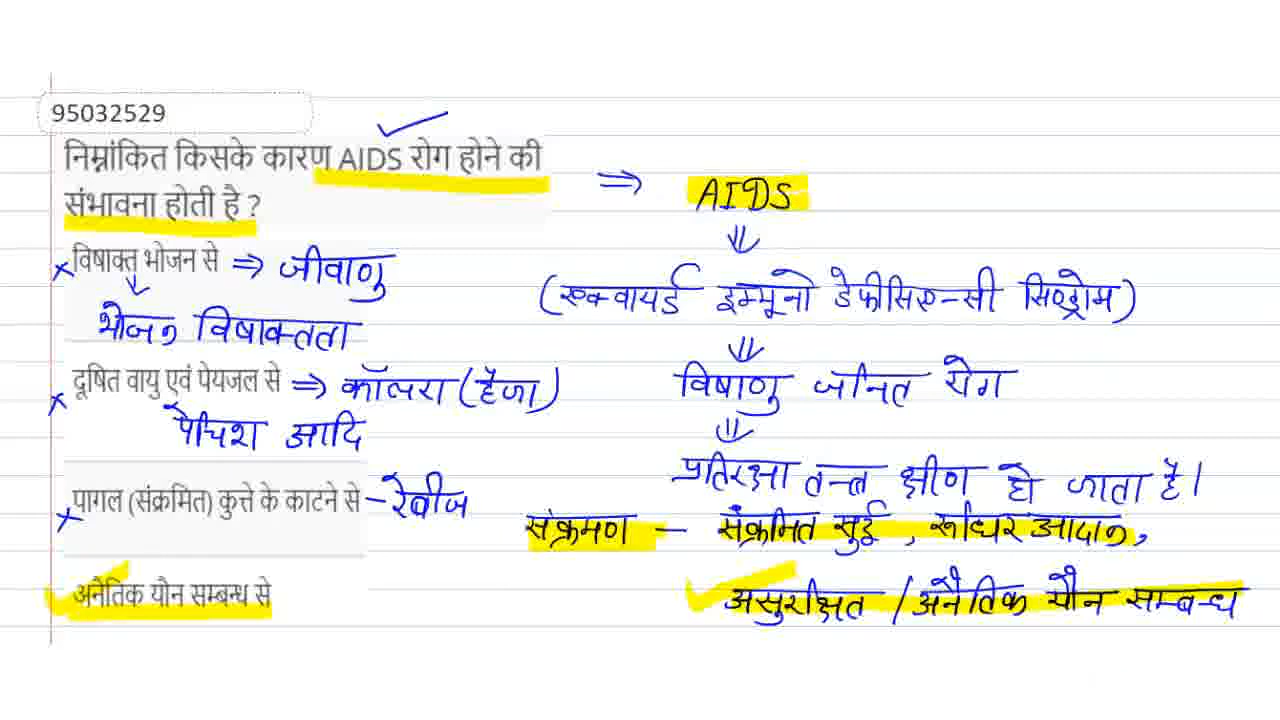 95032529
निम्नांकित किसके कारण AIDS रोग होने की
संभावना होती है ?
विषाक्त भोजन से ⇒ जीवाणु
भोजन विषाक्तता
दूषित वायु एवं पेयजल से ⇒ कॉलरा (हैजा)
पेचिश आदि
पागल (संक्रमित) कुत्ते के काटने से – रेबीज
अनैतिक यौन सम्बन्ध से
⇒ AIDS
(एक्वायर्ड इम्यूनो डेफीसिएन्सी सिण्ड्रोम)
विषाणु जनित रोग
प्रतिरक्षा तन्त्र क्षीण हो जाता है।
संक्रमण – संक्रमित सुई, रूधिर आदान,
असुरक्षित / अनैतिक यौन सम्बन्ध